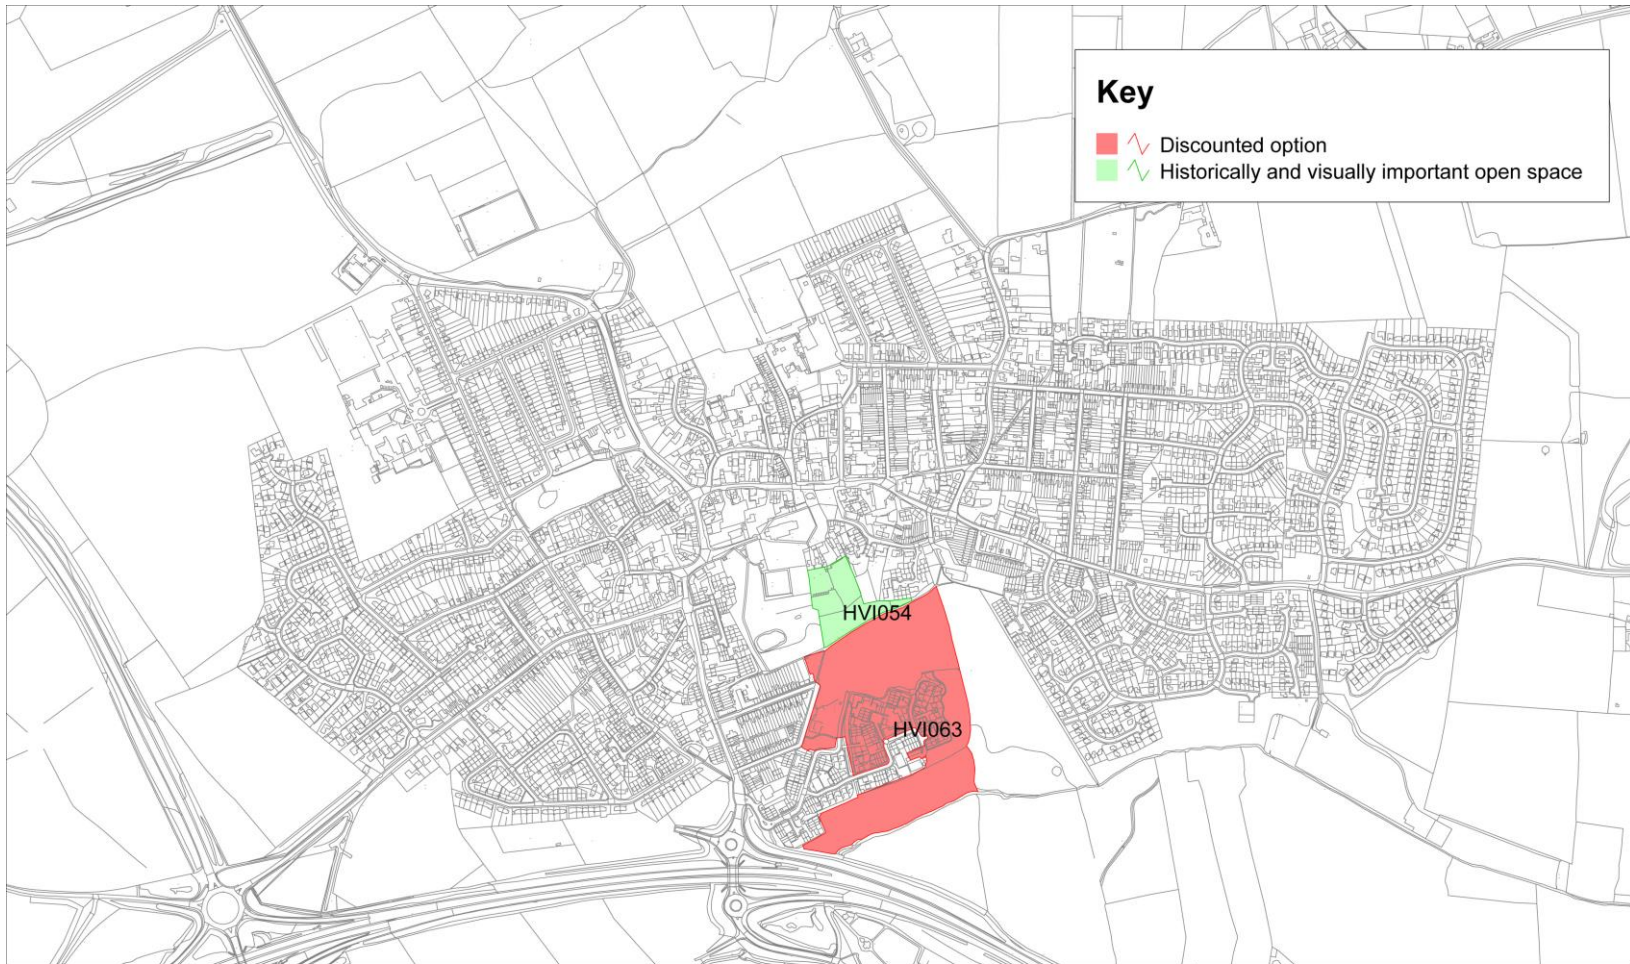 Key
Discounted option
Historically and visually important open space
HVI054
HVI063